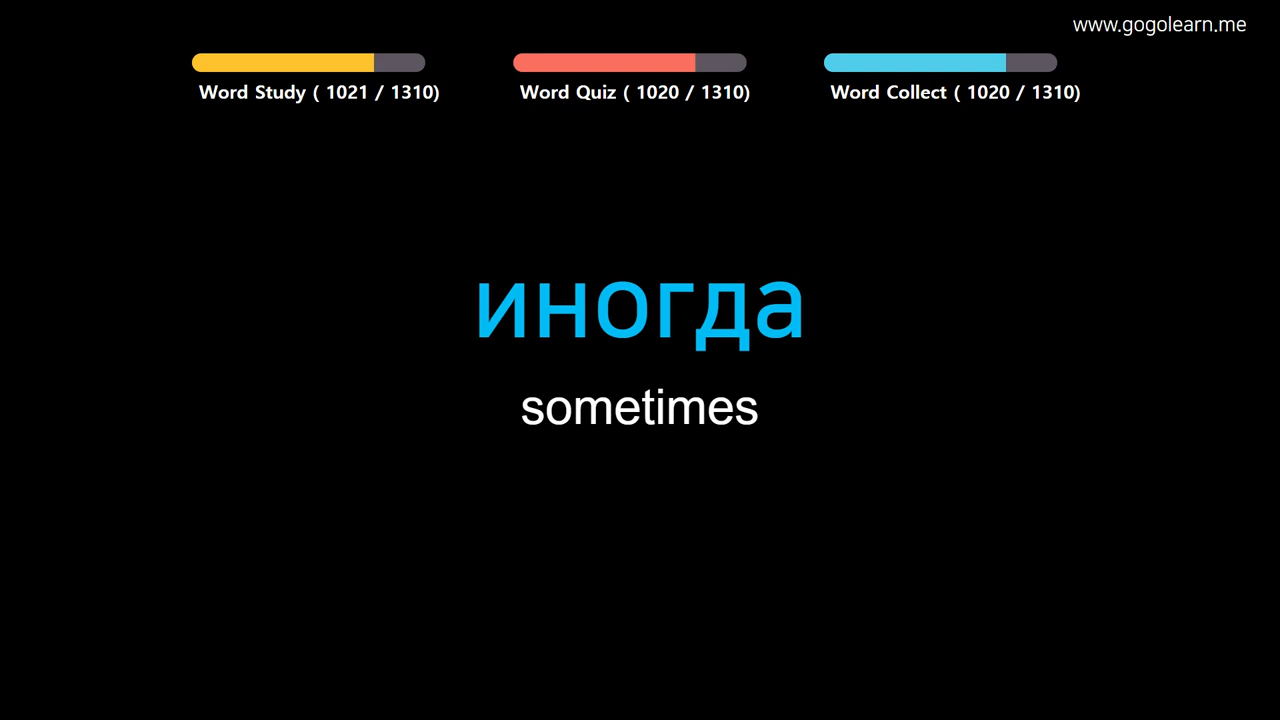 www.gogolearn.me
Word Study ( 1021 / 1310)
Word Quiz ( 1020 / 1310)
Word Collect ( 1020 / 1310)
иногда
sometimes